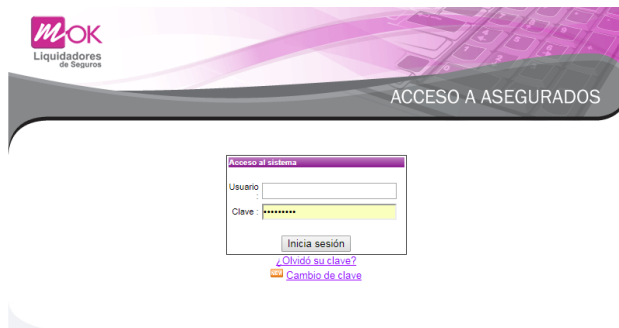 mOK
Liquidadores
de Seguros
ACCESO A ASEGURADOS
Acceso al sistema
Usuario
:
Clave : •••••••••
Inicia sesión
¿Olvidó su clave?
NEW Cambio de clave